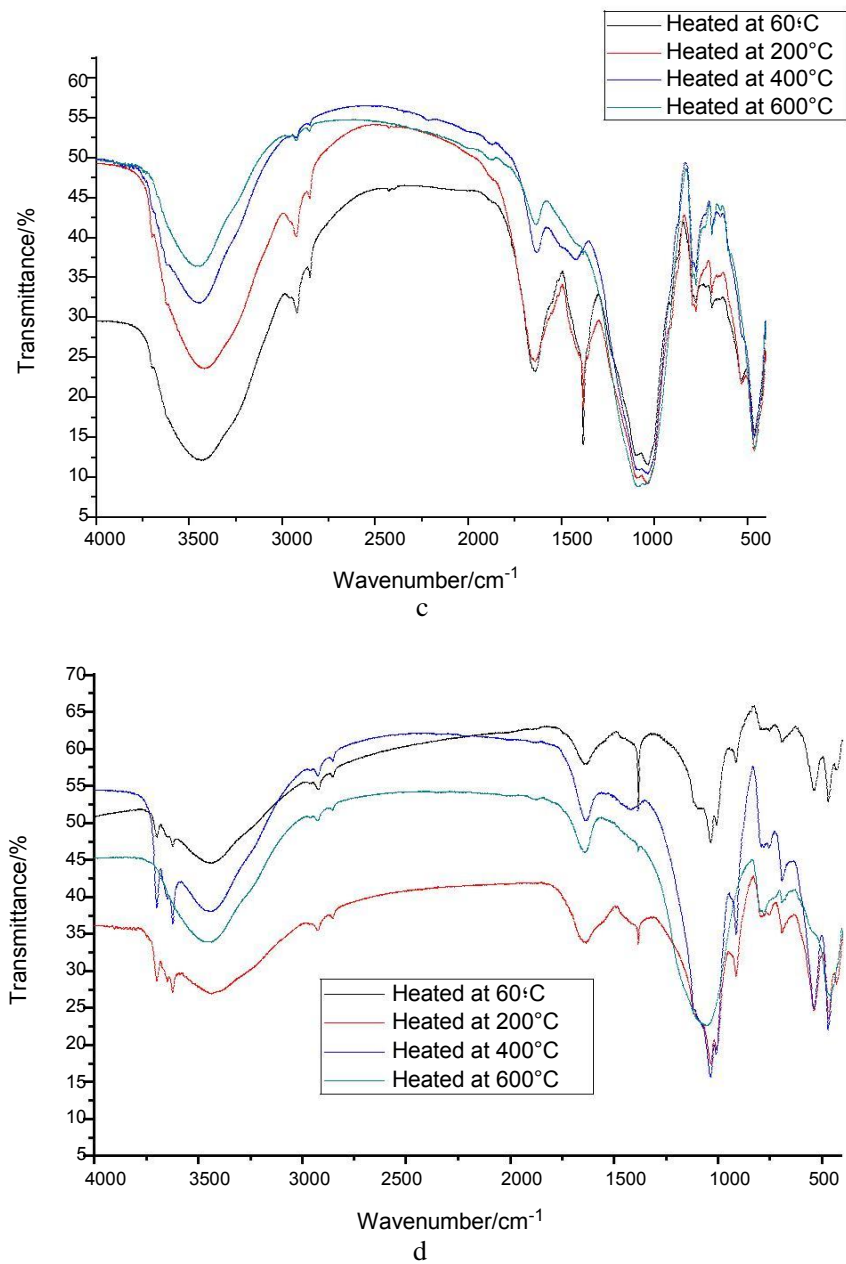 Heated at 60؛C
Heated at 200°C
Heated at 400°C
Heated at 600°C
60
55
50
45
40
35
30
25
20
15
10
5
Transmittance/%
4000 3500 3000 2500 2000 1500 1000 500
Wavenumber/cm-1
c
70
65
60
55
50
45
40
35
30
25
20
15
10
5
Transmittance/%
Heated at 60؛C
Heated at 200°C
Heated at 400°C
Heated at 600°C
4000 3500 3000 2500 2000 1500 1000 500
Wavenumber/cm-1
d